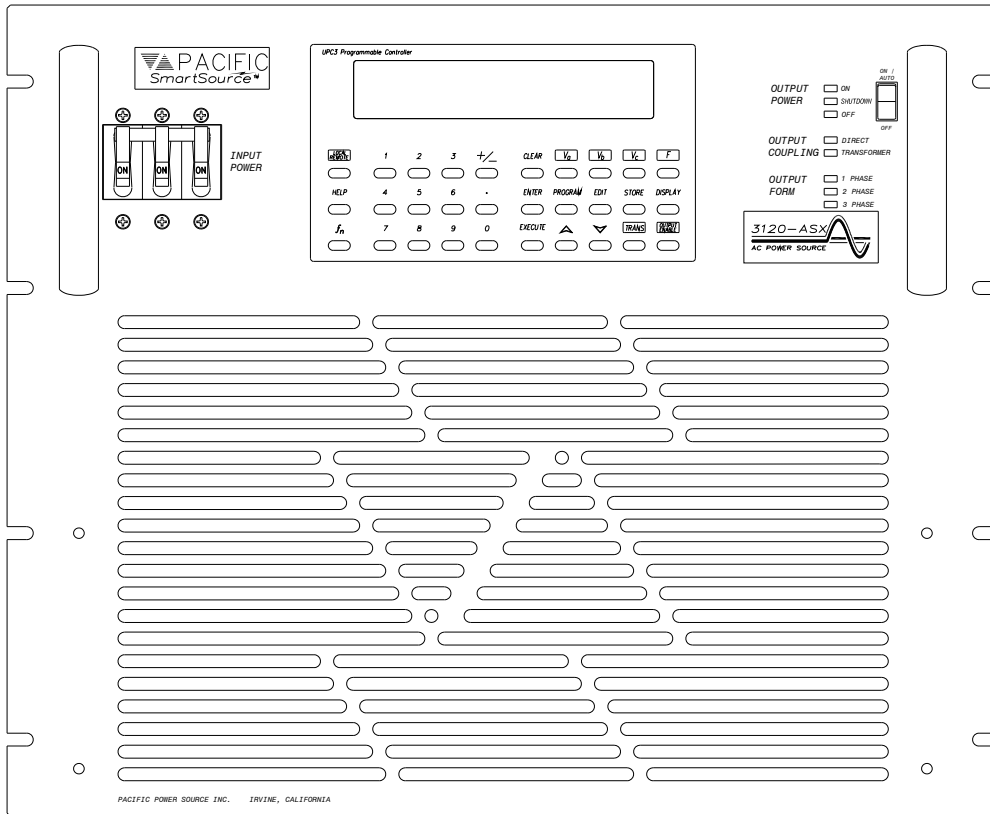 PACIFIC
SmartSource™
INPUT
POWER
ON ON ON
UPC3 Programmable Controller
LOCAL
REMOTE
1 2 3 +/− CLEAR Va Vb Vc F
HELP 4 5 6 . ENTER PROGRAM EDIT STORE DISPLAY
fn 7 8 9 0 EXECUTE TRANS OUTPUT
ENABLE
ON /
AUTO
OUTPUT
POWER
ON
SHUTDOWN
OFF
OFF
OUTPUT
COUPLING
DIRECT
TRANSFORMER
OUTPUT
FORM
1 PHASE
2 PHASE
3 PHASE
3120-ASX
AC POWER SOURCE
PACIFIC POWER SOURCE INC. IRVINE, CALIFORNIA